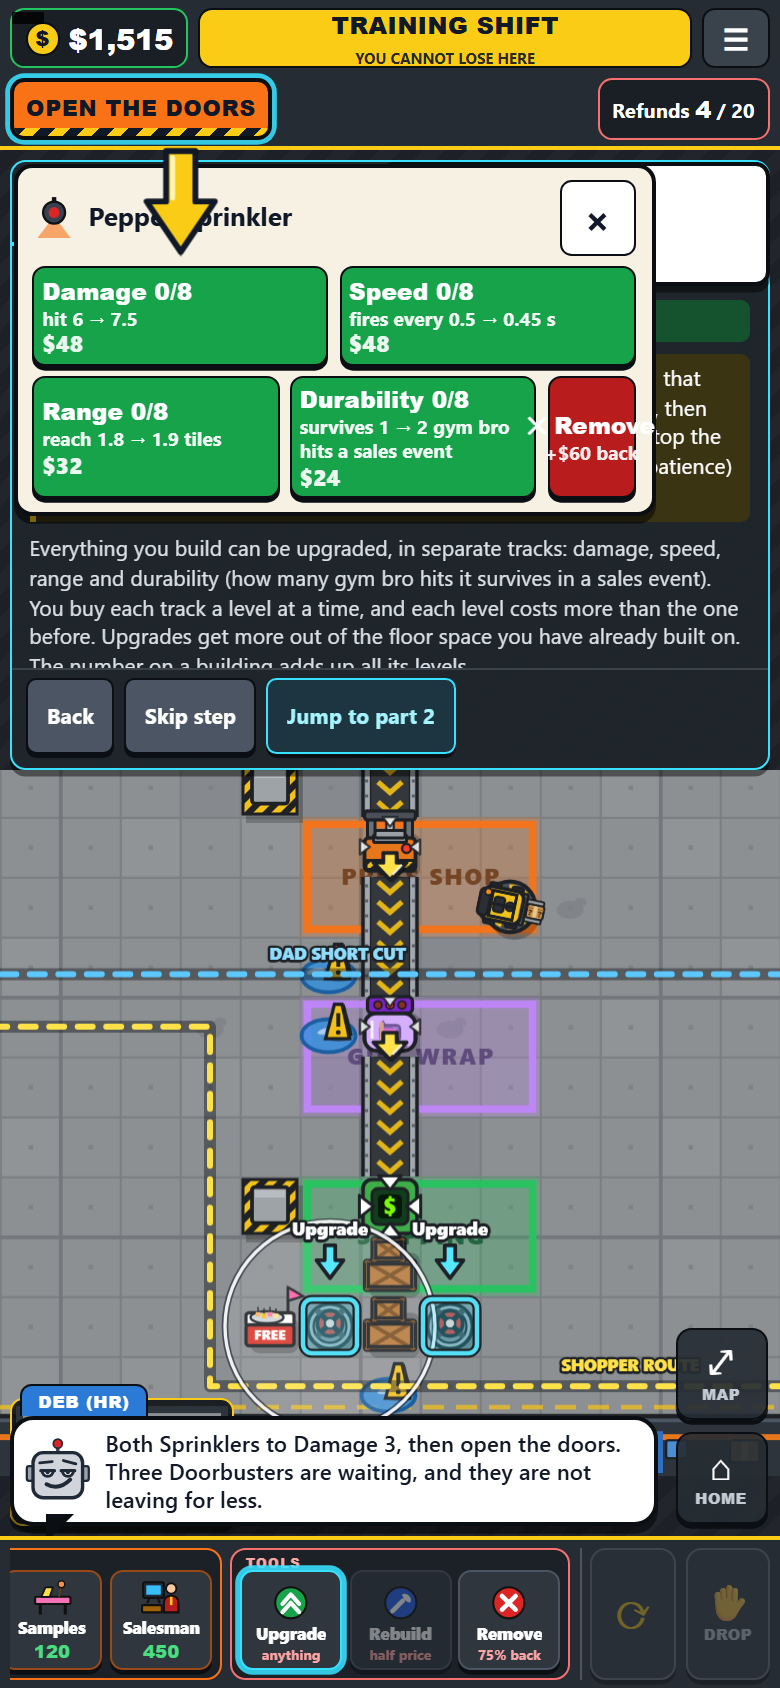 $1,515
TRAINING SHIFT
YOU CANNOT LOSE HERE
OPEN THE DOORS
Refunds 4 / 20
Damage 0/8
hit 6 → 7.5
$48
Speed 0/8
fires every 0.5 → 0.45 s
$48
Range 0/8
reach 1.8 → 1.9 tiles
$32
Durability 0/8
survives 1 → 2 gym bro
hits a sales event
$24
× Remove
+$60 back
that
then
top the
patience)
Everything you build can be upgraded, in separate tracks: damage, speed,
range and durability (how many gym bro hits it survives in a sales event).
You buy each track a level at a time, and each level costs more than the one
before. Upgrades get more out of the floor space you have already built on.
The number on a building adds up all its levels.
Back
Skip step
Jump to part 2
SHOP
DAD SHORT CUT
WRAP
$
Upgrade
Upgrade
FREE
SHOPPER ROUTE
MAP
DEB (HR)
Both Sprinklers to Damage 3, then open the doors.
Three Doorbusters are waiting, and they are not
leaving for less.
HOME
TOOLS
Samples
120
Salesman
450
Upgrade
anything
Rebuild
half price
Remove
75% back
DROP